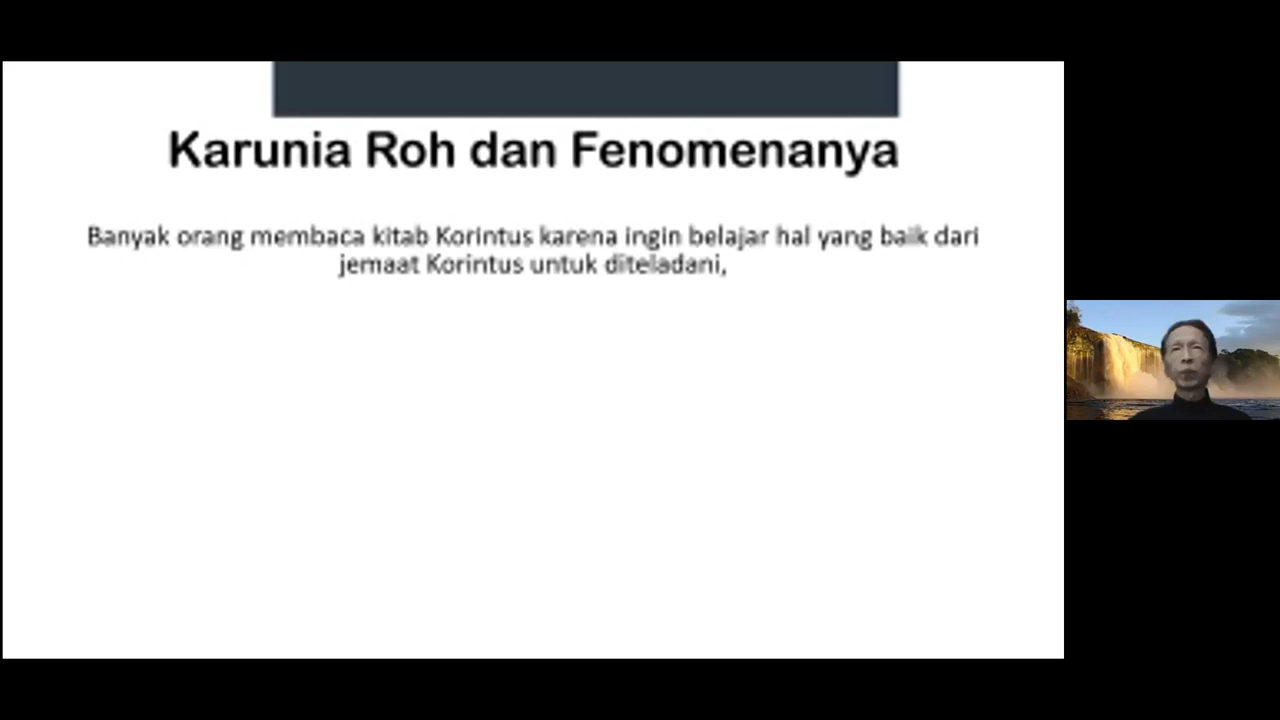 Karunia Roh dan Fenomenanya
Banyak orang membaca kitab Korintus karena ingin belajar hal yang baik dari
jemaat Korintus untuk diteladani,